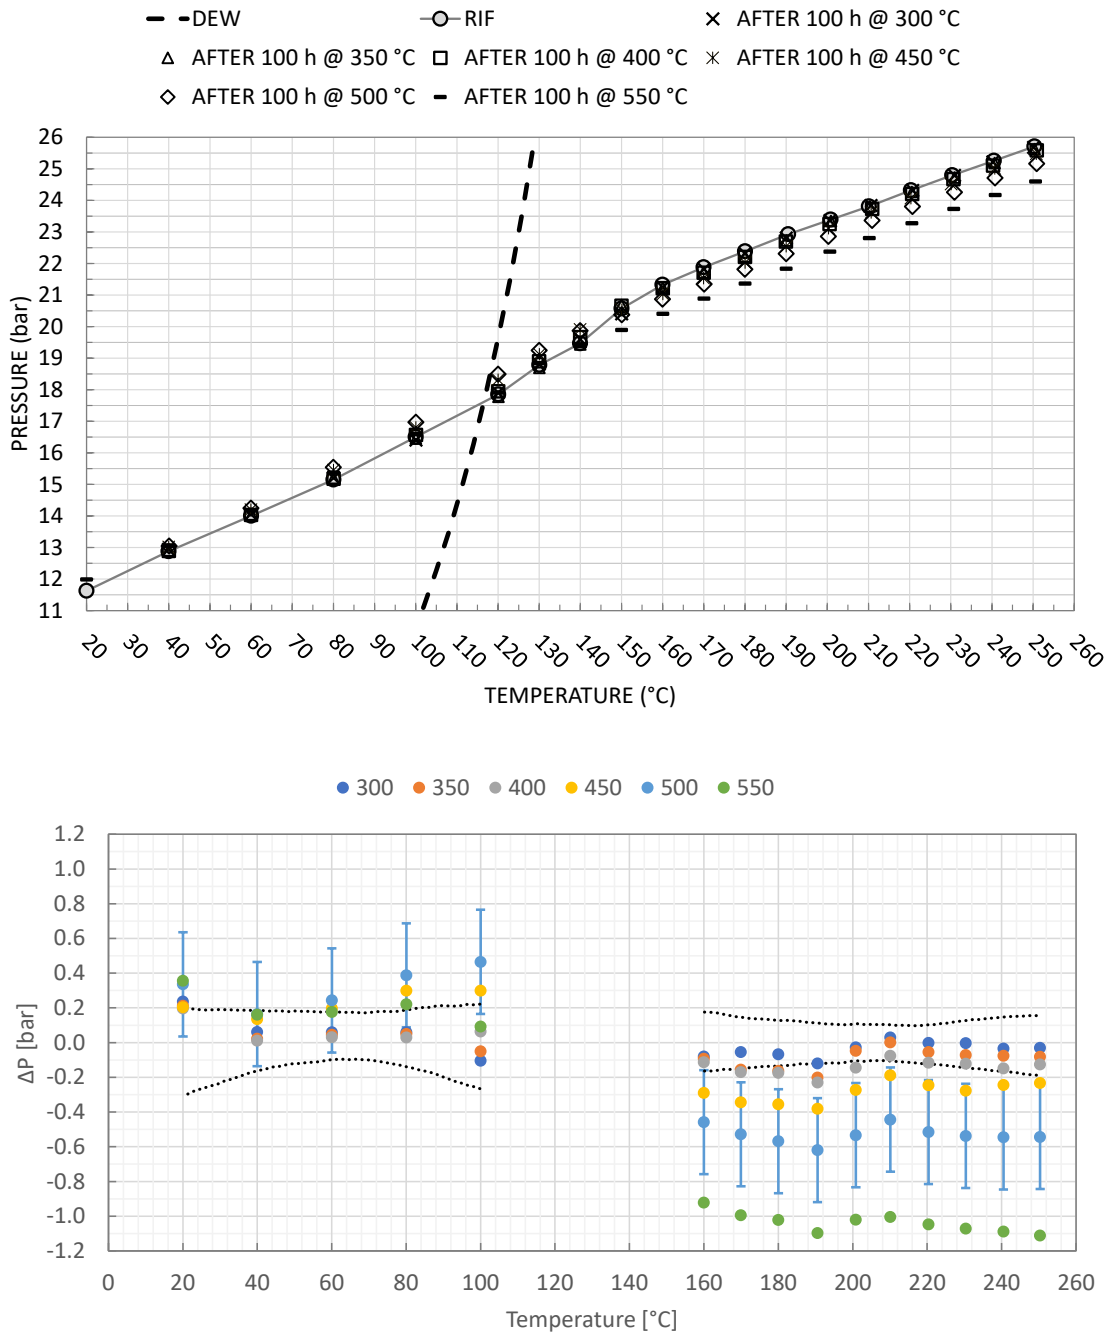 DEW RIF AFTER 100 h @ 300 °C
AFTER 100 h @ 350 °C AFTER 100 h @ 400 °C AFTER 100 h @ 450 °C
AFTER 100 h @ 500 °C AFTER 100 h @ 550 °C
26
25
24
23
22
21
20
19
18
17
16
15
14
13
12
11
PRESSURE (bar)
20 30 40 50 60 70 80 90 100 110 120 130 140 150 160 170 180 190 200 210 220 230 240 250 260
TEMPERATURE (°C)
300 350 400 450 500 550
1.2
1.0
0.8
0.6
0.4
0.2
0.0
-0.2
-0.4
-0.6
-0.8
-1.0
-1.2
ΔP [bar]
0 20 40 60 80 100 120 140 160 180 200 220 240 260
Temperature [°C]